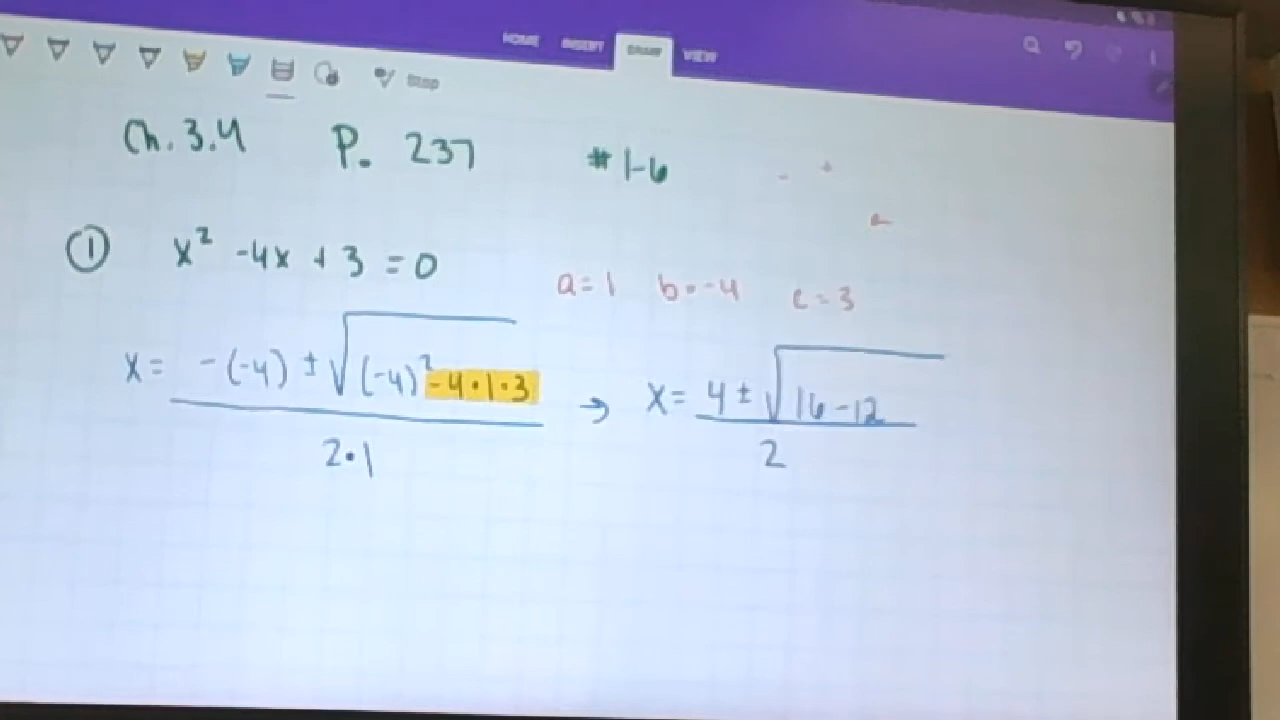 HOME INSERT DRAW VIEW
Stop
Ch. 3.4 P. 237 #1-6
① x² -4x + 3 = 0
a=1 b=-4 c=3
x= -(-4) ± √(-4)² -4•1•3 / 2•1 → x= 4 ± √16-12 / 2